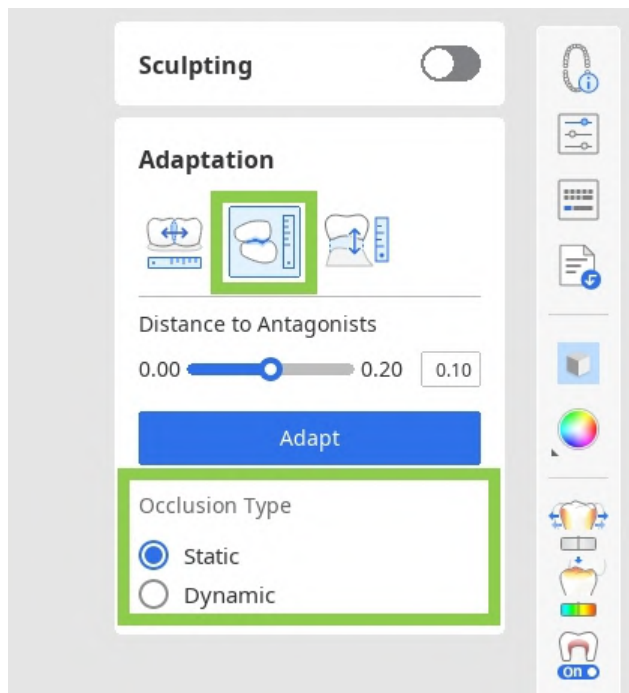 Sculpting
Adaptation
Distance to Antagonists
0.00 0.20 0.10
Adapt
Occlusion Type
Static
Dynamic
On